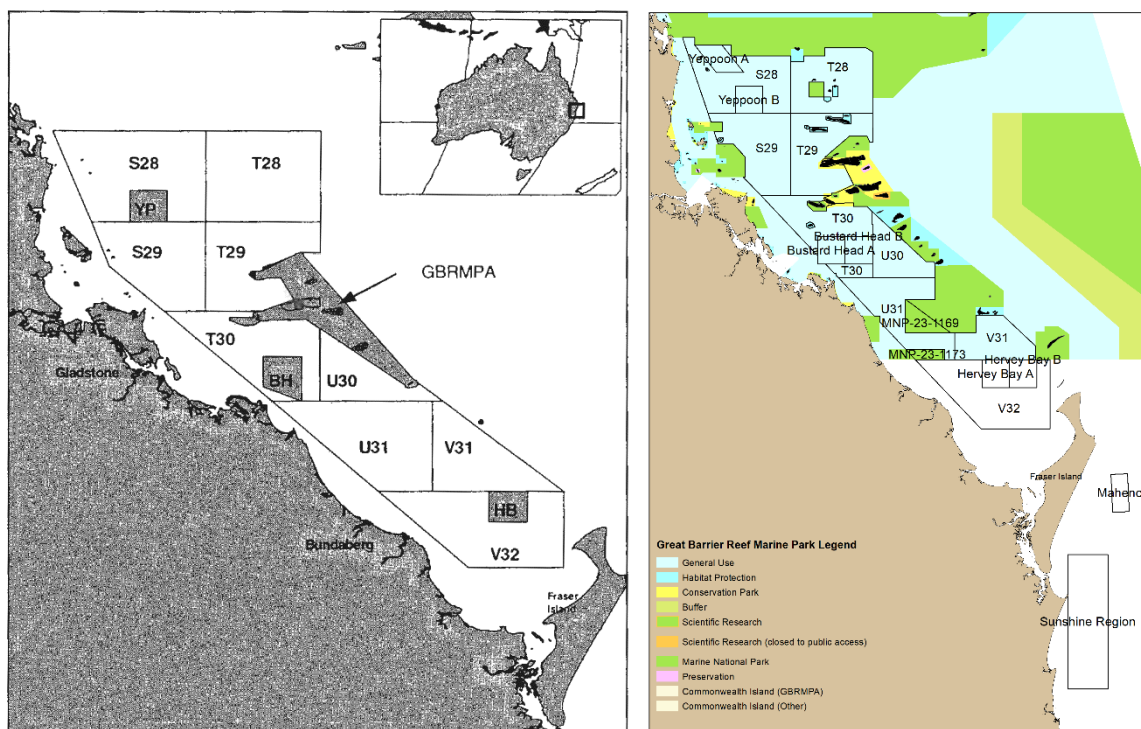 S28
T28
YP
S29
T29
GBRMPA
T30
Gladstone
BH
U30
U31
V31
HB
Bundaberg
V32
Fraser
Island
Yeppoon A
S28
T28
Yeppoon B
S29
T29
T30
Bustard Head B
Bustard Head A
U30
T30
U31
MNP-23-1169
V31
MNP-23-1173
Hervey Bay B
Hervey Bay A
V32
Fraser Island
Maheno
Sunshine Region
Great Barrier Reef Marine Park Legend
General Use
Habitat Protection
Conservation Park
Buffer
Scientific Research
Scientific Research (closed to public access)
Marine National Park
Preservation
Commonwealth Island (GBRMPA)
Commonwealth Island (Other)